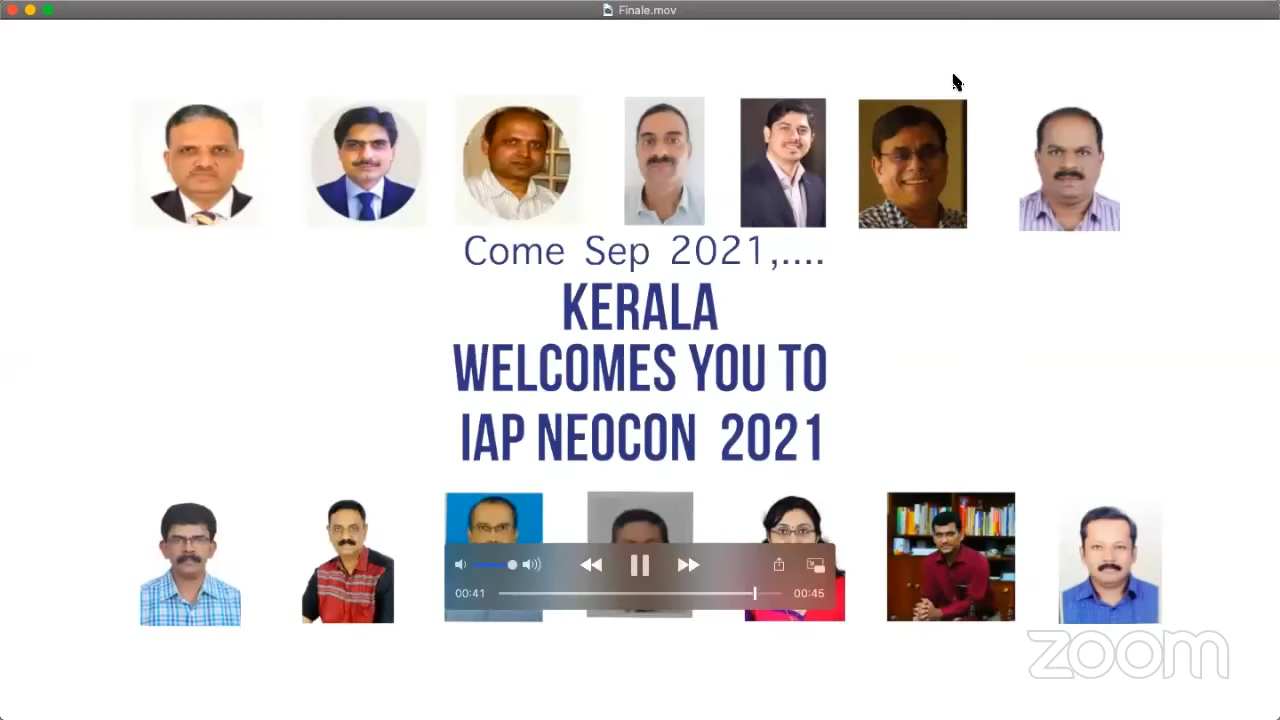 Finale.mov
Come Sep 2021,....
KERALA
WELCOMES YOU TO
IAP NEOCON 2021
00:41
00:45
zoom